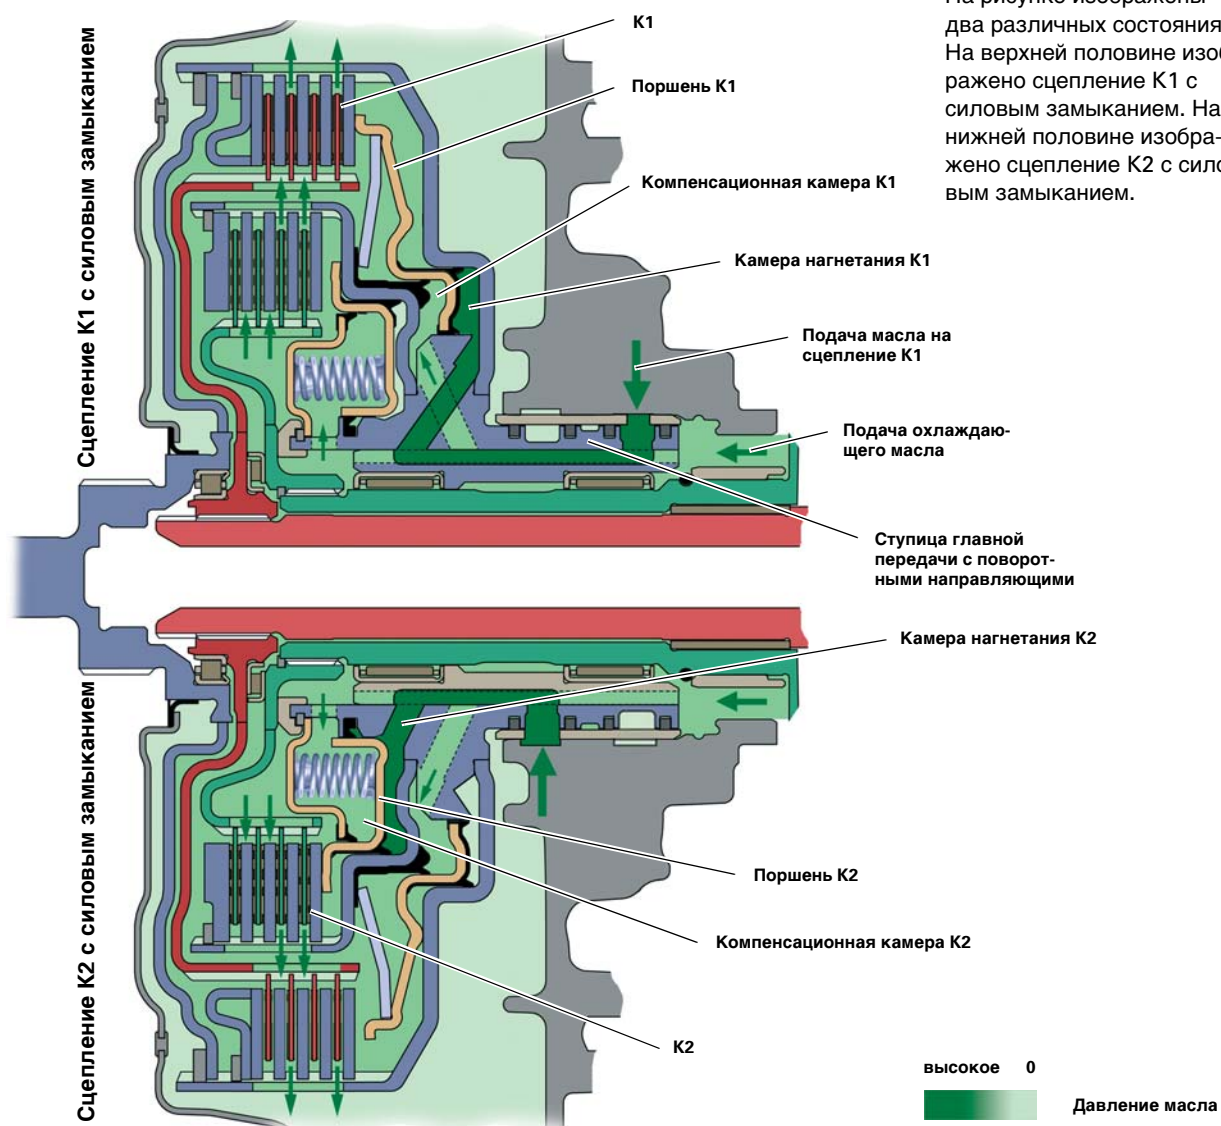 На рисунке изображены
два различных состояния
На верхней половине изоб
ражено сцепление К1 с
силовым замыканием. На
нижней половине изобра-
жено сцепление К2 с сило
вым замыканием.
К1
Поршень К1
Компенсационная камера К1
Камера нагнетания К1
Подача масла на
сцепление К1
Подача охлаждаю-
щего масла
Ступица главной
передачи с поворот-
ными направляющими
Сцепление К1 с силовым замыканием
Камера нагнетания К2
Поршень К2
Компенсационная камера К2
К2
Сцепление К2 с силовым замыканием
высокое 0
Давление масла